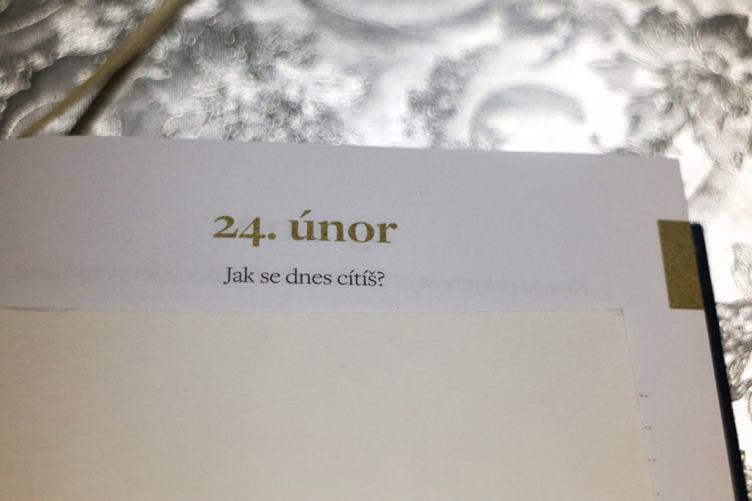 24. únor
Jak se dnes cítíš?